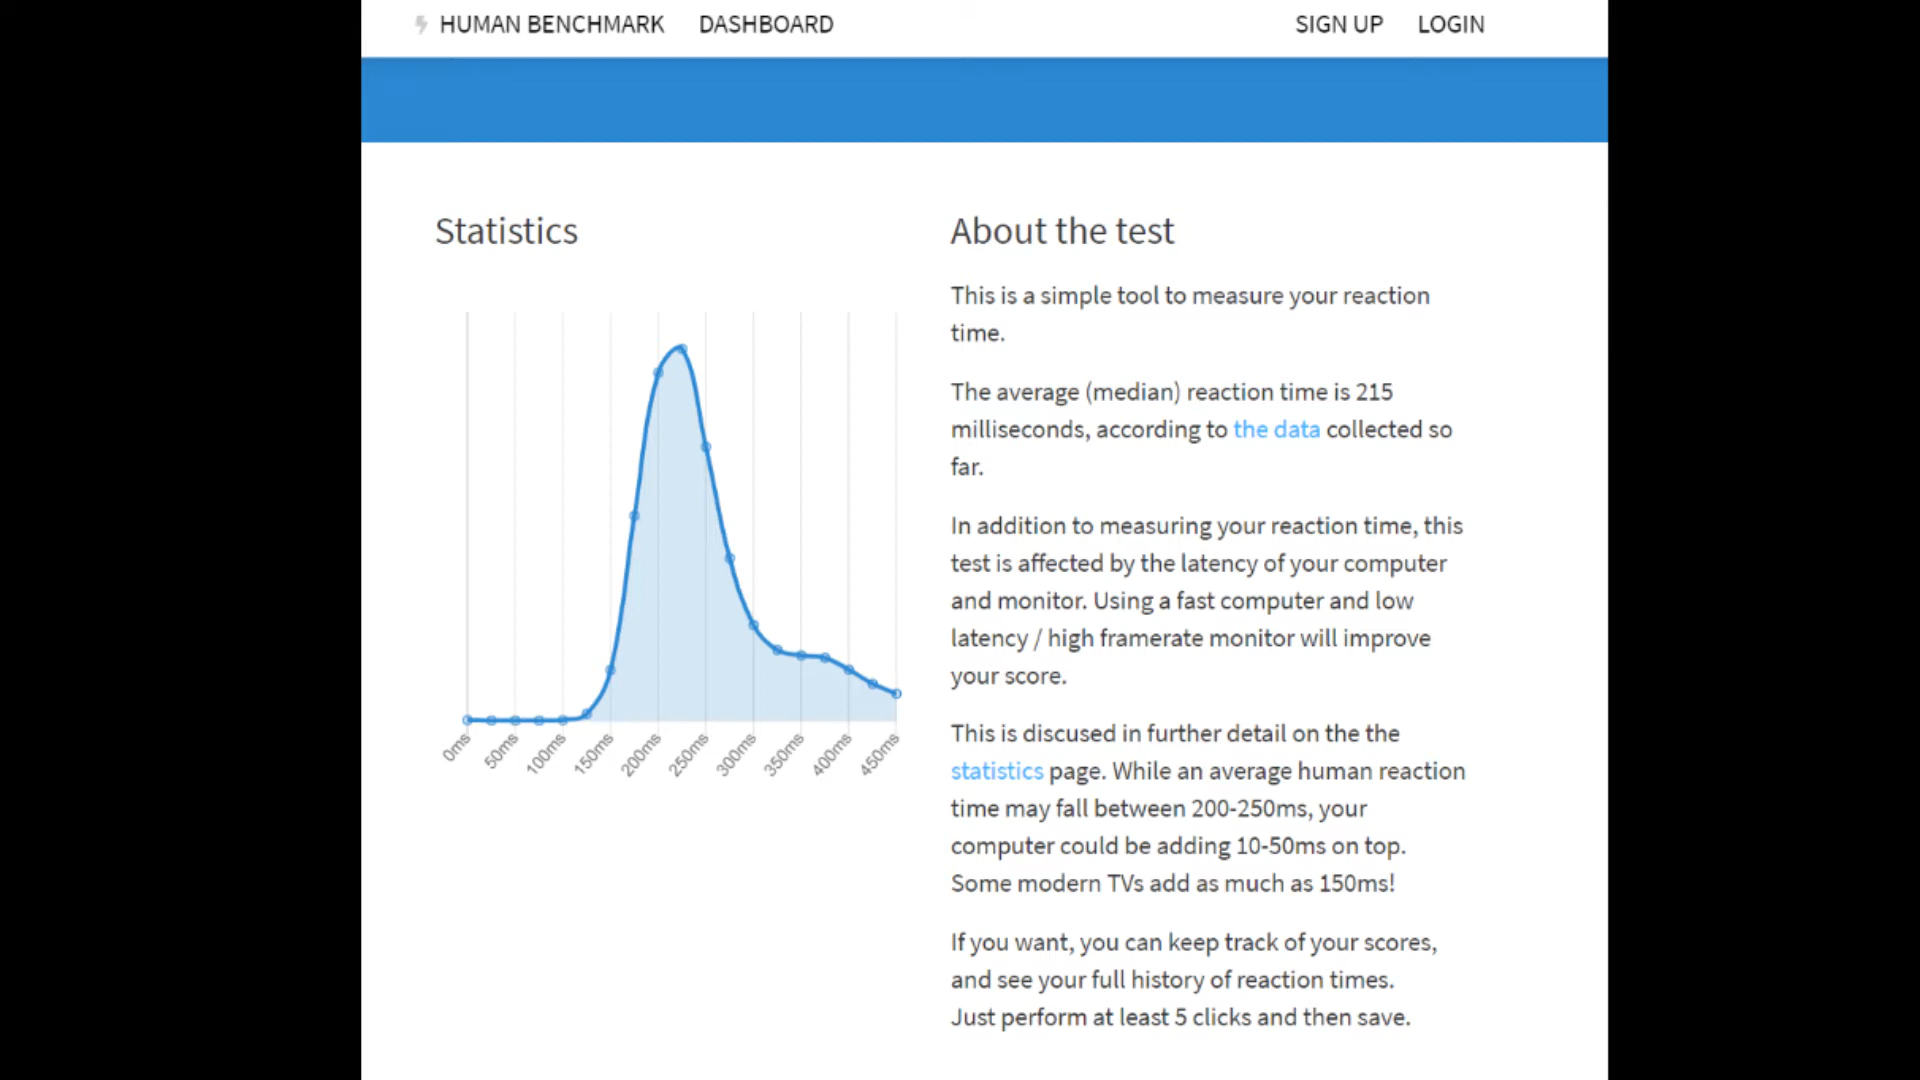 HUMAN BENCHMARK DASHBOARD SIGN UP LOGIN
Statistics
0ms 50ms 100ms 150ms 200ms 250ms 300ms 350ms 400ms 450ms
About the test
This is a simple tool to measure your reaction
time.
The average (median) reaction time is 215
milliseconds, according to the data collected so
far.
In addition to measuring your reaction time, this
test is affected by the latency of your computer
and monitor. Using a fast computer and low
latency / high framerate monitor will improve
your score.
This is discused in further detail on the the
statistics page. While an average human reaction
time may fall between 200-250ms, your
computer could be adding 10-50ms on top.
Some modern TVs add as much as 150ms!
If you want, you can keep track of your scores,
and see your full history of reaction times.
Just perform at least 5 clicks and then save.